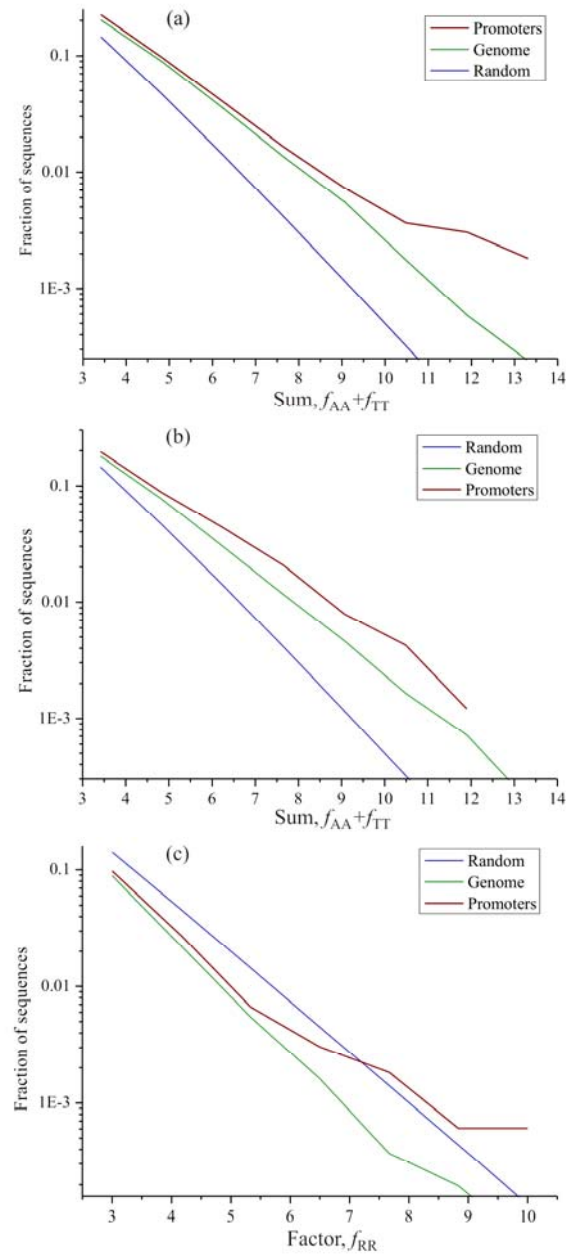 (a)
Promoters
Genome
Random
Fraction of sequences
0.1
0.01
1E-3
3 4 5 6 7 8 9 10 11 12 13 14
Sum, fAA+fTT
(b)
Random
Genome
Promoters
Fraction of sequences
0.1
0.01
1E-3
3 4 5 6 7 8 9 10 11 12 13 14
Sum, fAA+fTT
(c)
Random
Genome
Promoters
Fraction of sequences
0.1
0.01
1E-3
3 4 5 6 7 8 9 10
Factor, fRR